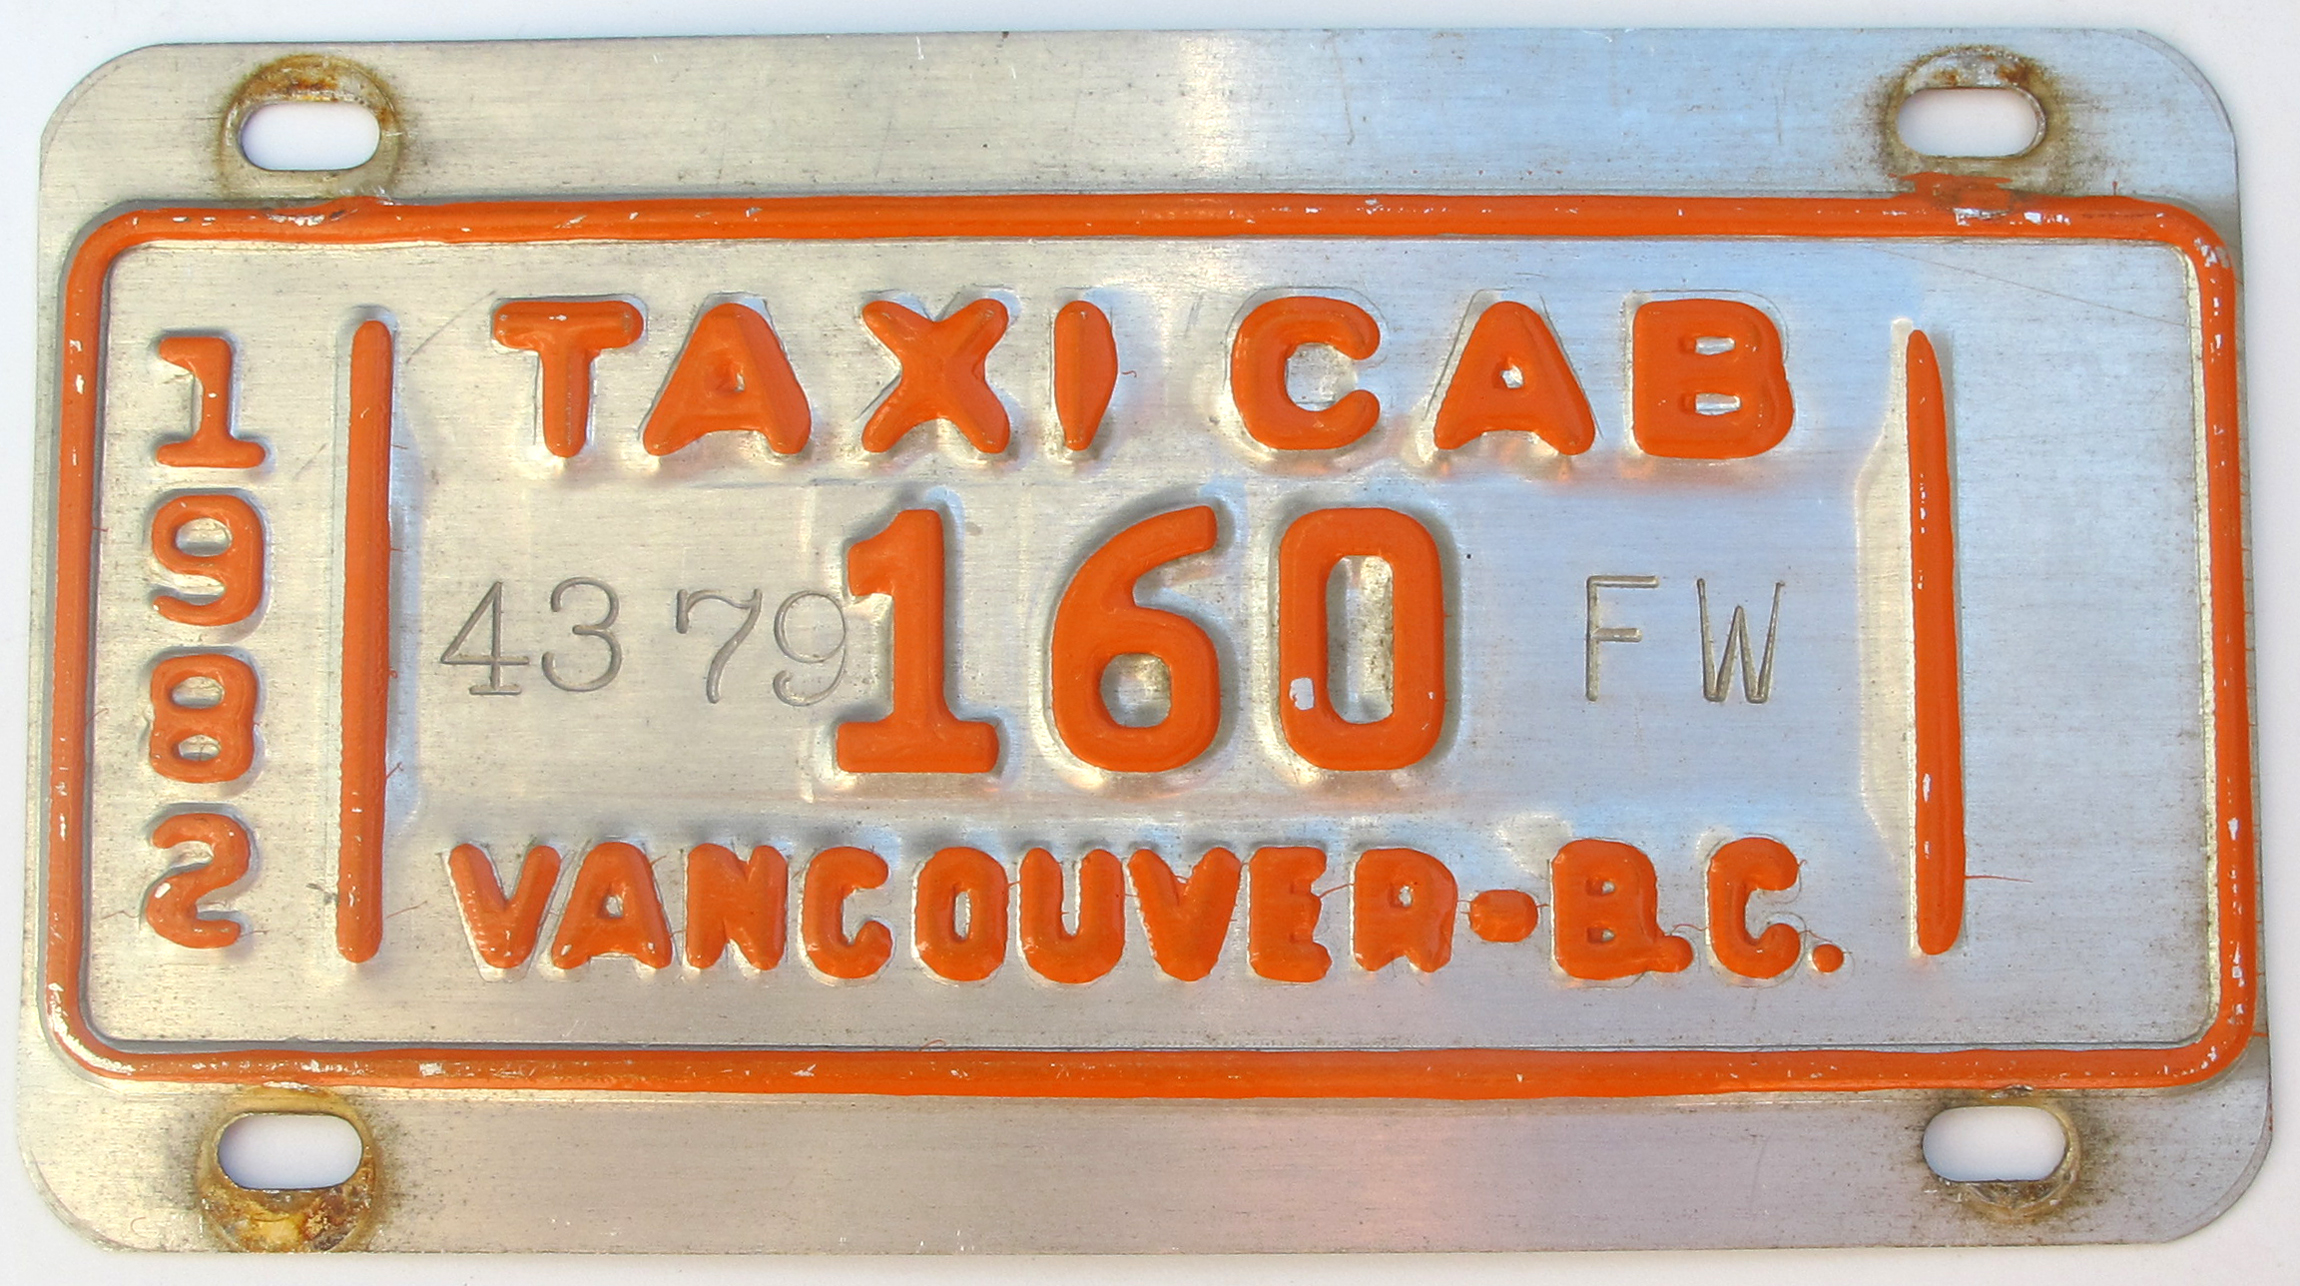 1982
TAXI CAB
4379 160 FW
VANCOUVER-B.C.